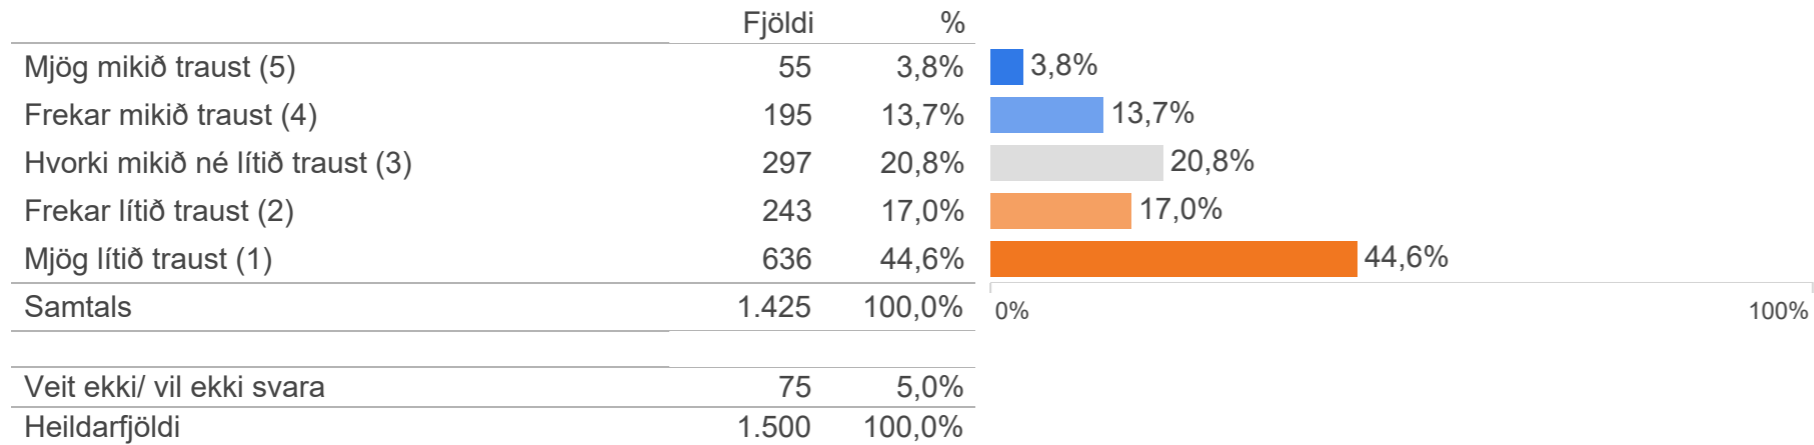 Fjöldi %
Mjög mikið traust (5) 55 3,8% 3,8%
Frekar mikið traust (4) 195 13,7% 13,7%
Hvorki mikið né lítið traust (3) 297 20,8% 20,8%
Frekar lítið traust (2) 243 17,0% 17,0%
Mjög lítið traust (1) 636 44,6% 44,6%
Samtals 1.425 100,0% 0% 100%
Veit ekki/ vil ekki svara 75 5,0%
Heildarfjöldi 1.500 100,0%